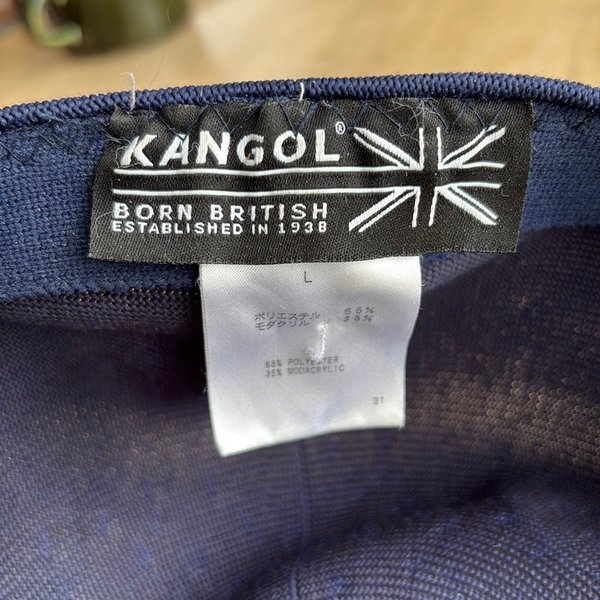 KANGOL®
BORN BRITISH
ESTABLISHED IN 1938
L
ポリエステル 65%
モダクリル 35%
65% POLYESTER
35% MODACRYLIC
31